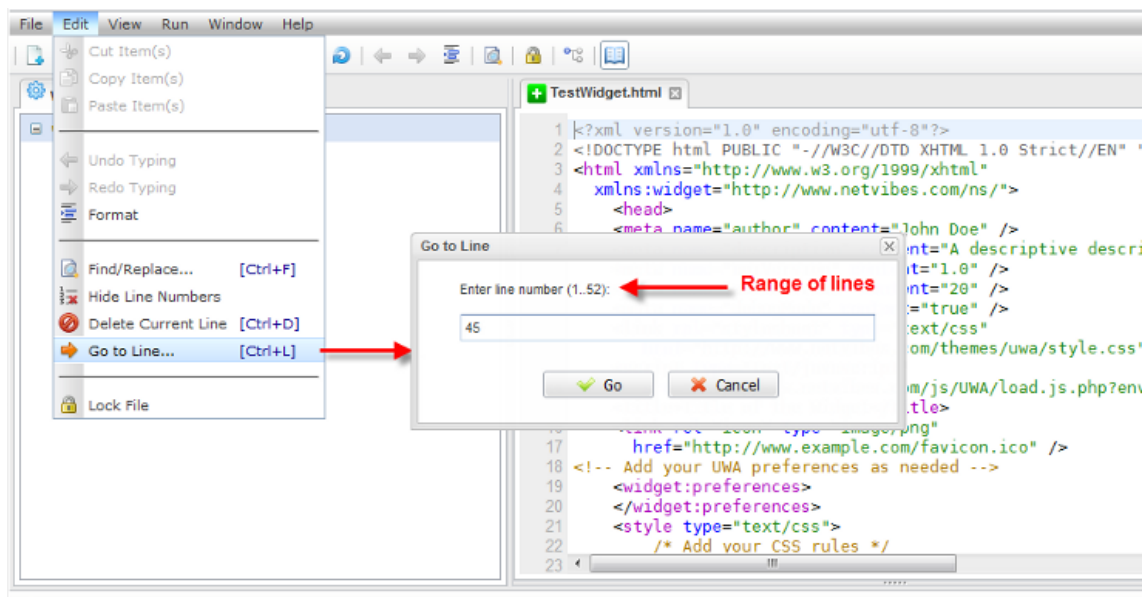 File Edit View Run Window Help
Cut Item(s)
Copy Item(s)
Paste Item(s)
Undo Typing
Redo Typing
Format
Find/Replace... [Ctrl+F]
Hide Line Numbers
Delete Current Line [Ctrl+D]
Go to Line... [Ctrl+L]
Lock File
TestWidget.html
1 <?xml version="1.0" encoding="utf-8"?>
2 <!DOCTYPE html PUBLIC "-//W3C//DTD XHTML 1.0 Strict//EN" "
3 <html xmlns="http://www.w3.org/1999/xhtml"
4 xmlns:widget="http://www.netvibes.com/ns/">
5 <head>
6 <meta name="author" content="John Doe" />
ent="A descriptive descri
t="1.0" />
nt="20" />
="true" />
ext/css"
om/themes/uwa/style.css"
m/js/UWA/load.js.php?env
tle>
16 <link rel="icon" type="image/png"
17 href="http://www.example.com/favicon.ico" />
18 <!-- Add your UWA preferences as needed -->
19 <widget:preferences>
20 </widget:preferences>
21 <style type="text/css">
22 /* Add your CSS rules */
23
Go to Line
Enter line number (1..52):
Range of lines
45
Go
Cancel